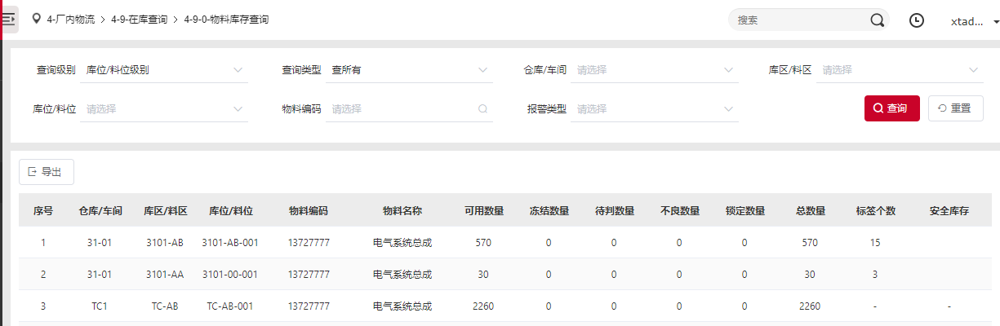 4-厂内物流 > 4-9-在库查询 > 4-9-0-物料库存查询 搜索 xtad...
查询级别 库位/料位级别 查询类型 查所有 仓库/车间 请选择 库区/料区 请选择
库位/料位 请选择 物料编码 请选择 报警类型 请选择 查询 重置
导出
序号 仓库/车间 库区/料区 库位/料位 物料编码 物料名称 可用数量 冻结数量 待判数量 不良数量 锁定数量 总数量 标签个数 安全库存
1 31-01 3101-AB 3101-AB-001 13727777 电气系统总成 570 0 0 0 0 570 15
2 31-01 3101-AA 3101-00-001 13727777 电气系统总成 30 0 0 0 0 30 3
3 TC1 TC-AB TC-AB-001 13727777 电气系统总成 2260 0 0 0 0 2260 - -